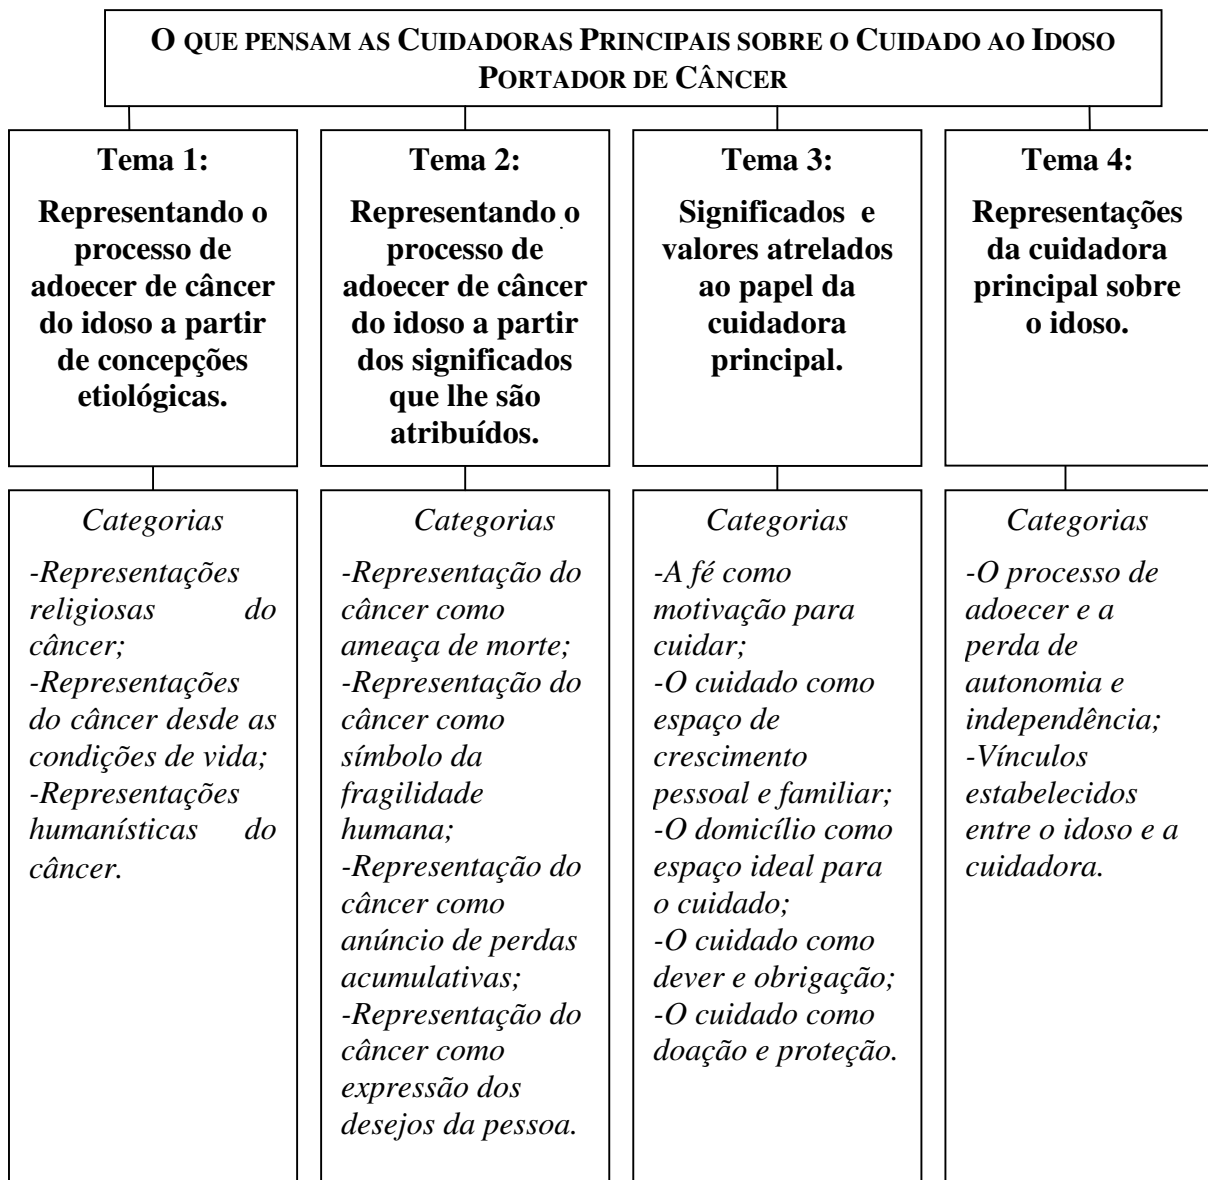 O QUE PENSAM AS CUIDADORAS PRINCIPAIS SOBRE O CUIDADO AO IDOSO
PORTADOR DE CÂNCER
Tema 1:
Representando o
processo de
adoecer de câncer
do idoso a partir
de concepções
etiológicas.
Tema 2:
Representando o
processo de
adoecer de câncer
do idoso a partir
dos significados
que lhe são
atribuídos.
Tema 3:
Significados e
valores atrelados
ao papel da
cuidadora
principal.
Tema 4:
Representações
da cuidadora
principal sobre
o idoso.
Categorias
-Representações
religiosas do
câncer;
-Representações
do câncer desde as
condições de vida;
-Representações
humanísticas do
câncer.
Categorias
-Representação do
câncer como
ameaça de morte;
-Representação do
câncer como
símbolo da
fragilidade
humana;
-Representação do
câncer como
anúncio de perdas
acumulativas;
-Representação do
câncer como
expressão dos
desejos da pessoa.
Categorias
-A fé como
motivação para
cuidar;
-O cuidado como
espaço de
crescimento
pessoal e familiar;
-O domicílio como
espaço ideal para
o cuidado;
-O cuidado como
dever e obrigação;
-O cuidado como
doação e proteção.
Categorias
-O processo de
adoecer e a
perda de
autonomia e
independência;
-Vínculos
estabelecidos
entre o idoso e a
cuidadora.